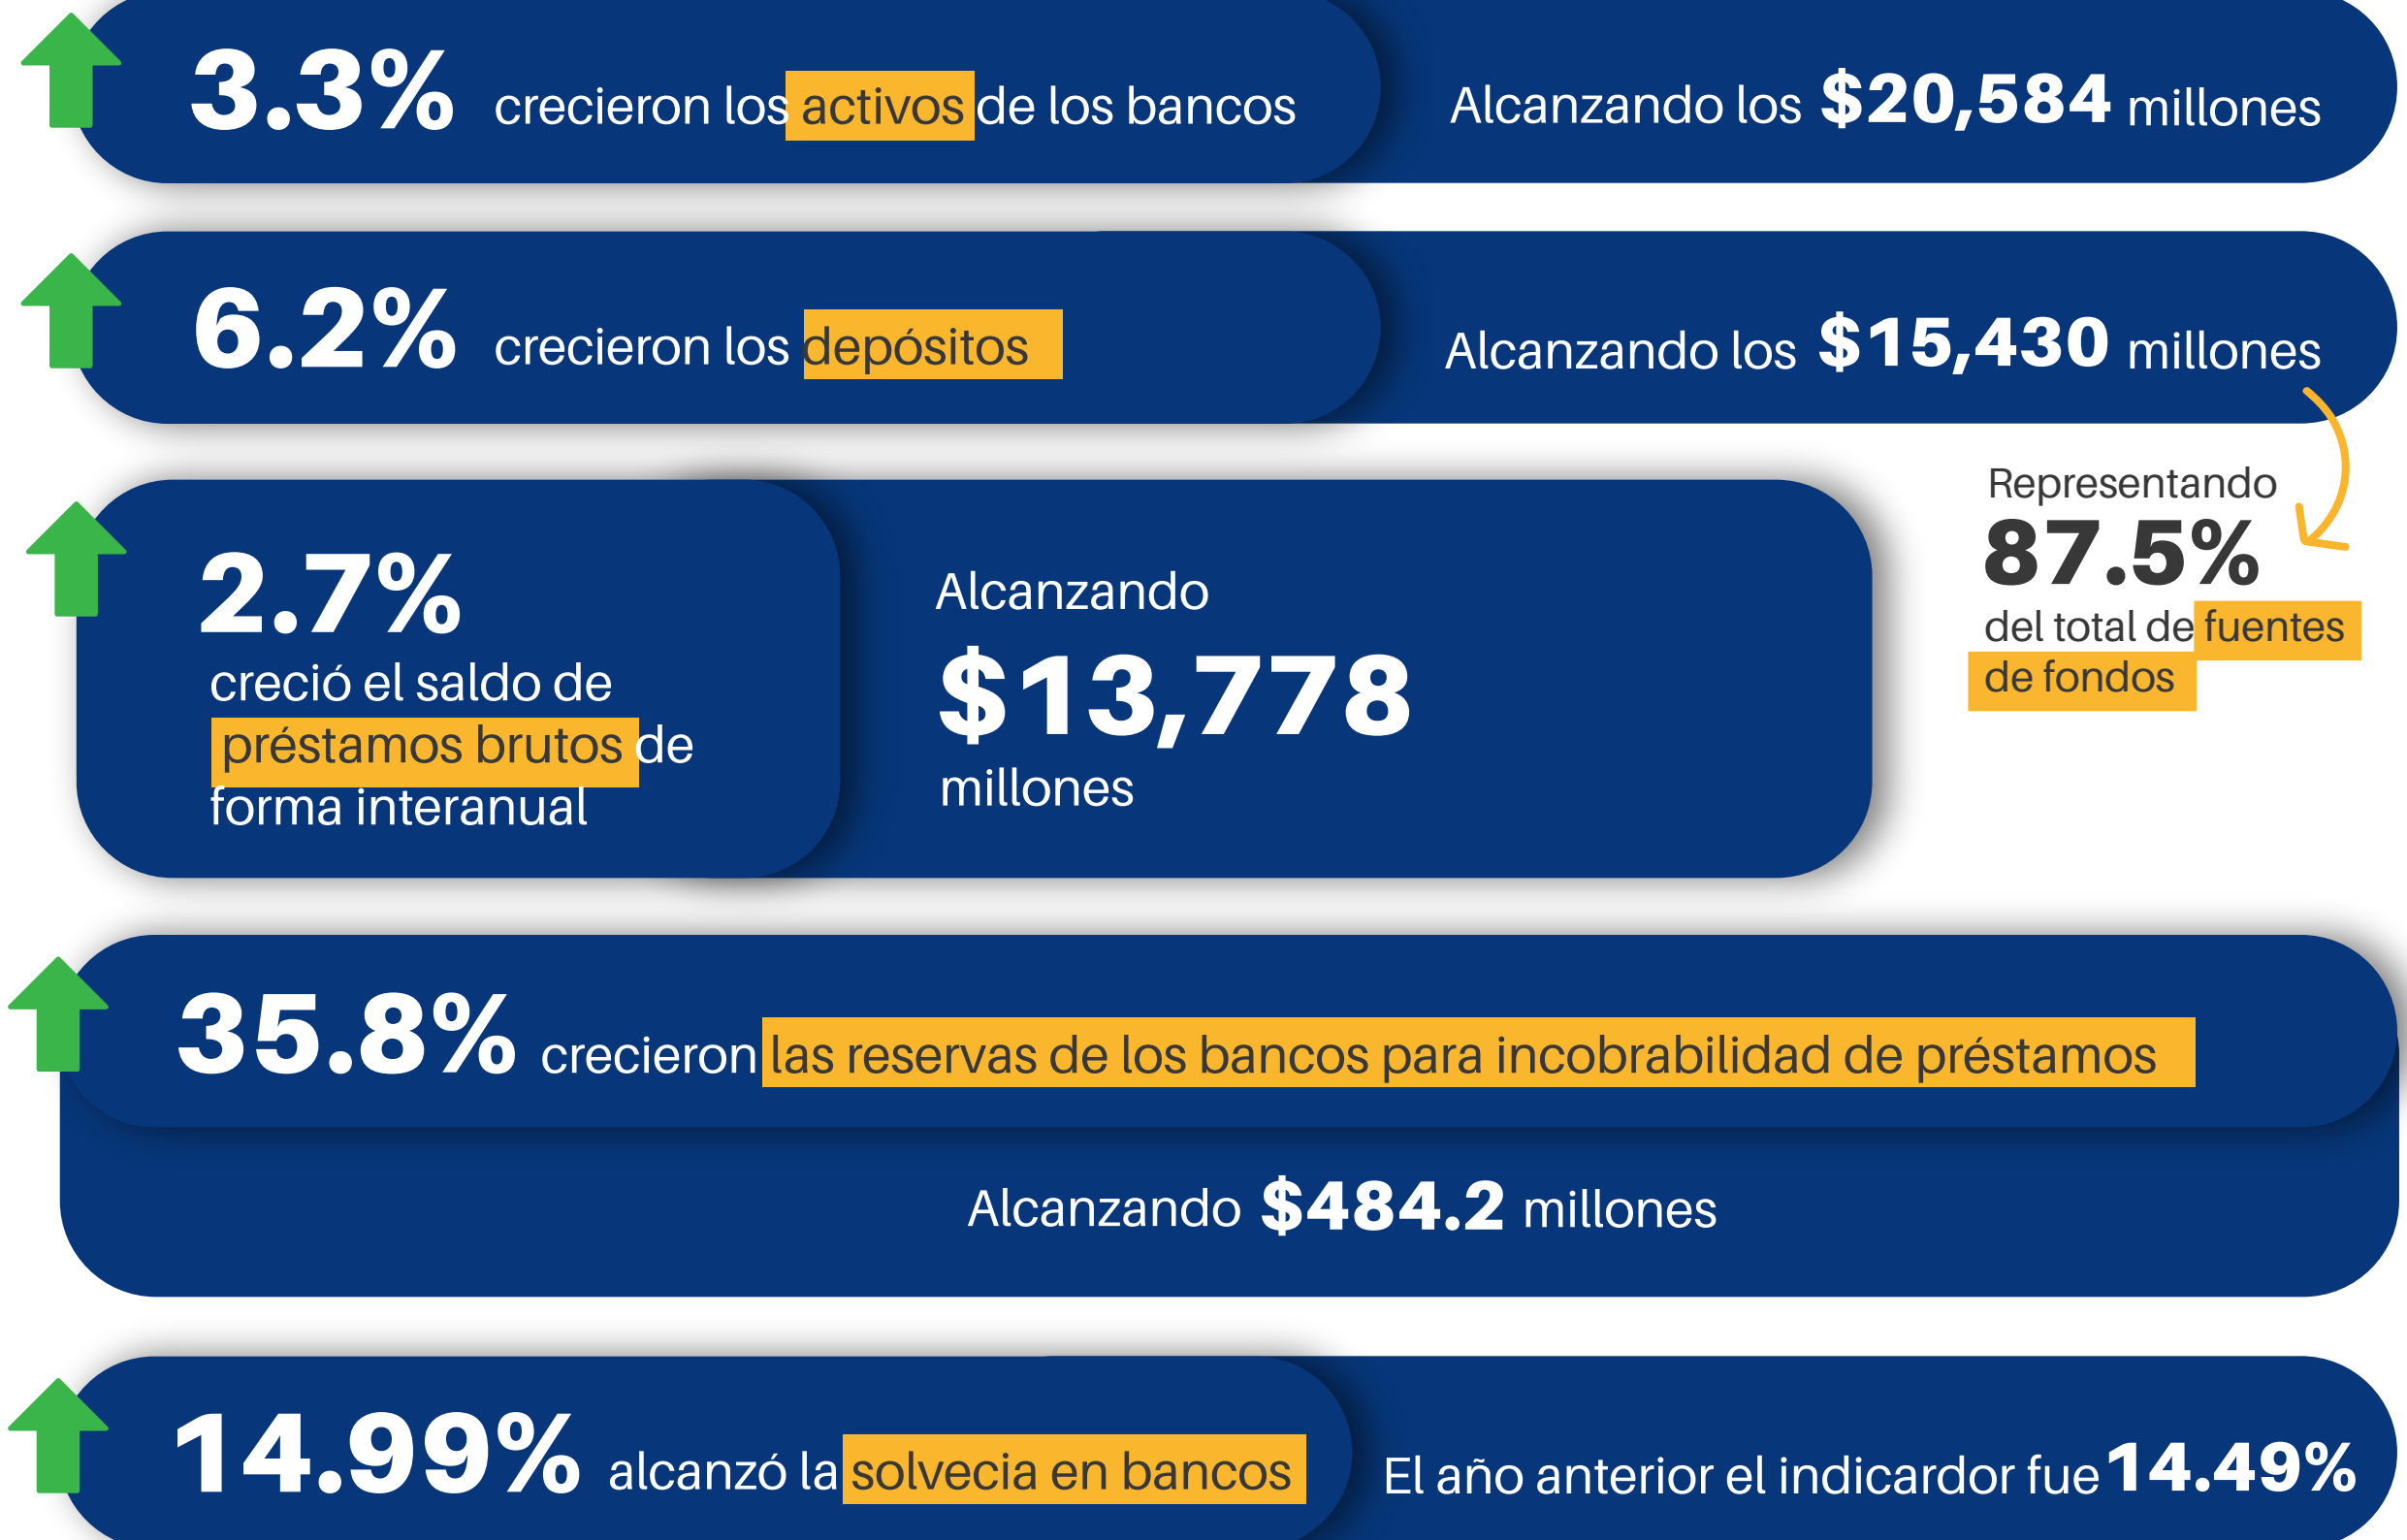 3.3% crecieron los activos de los bancos
Alcanzando los $20,584 millones
6.2% crecieron los depósitos
Alcanzando los $15,430 millones
Representando
87.5%
del total de fuentes
de fondos
2.7%
creció el saldo de
préstamos brutos de
forma interanual
Alcanzando
$13,778
millones
35.8% crecieron las reservas de los bancos para incobrabilidad de préstamos
Alcanzando $484.2 millones
14.99% alcanzó la solvecia en bancos
El año anterior el indicardor fue 14.49%